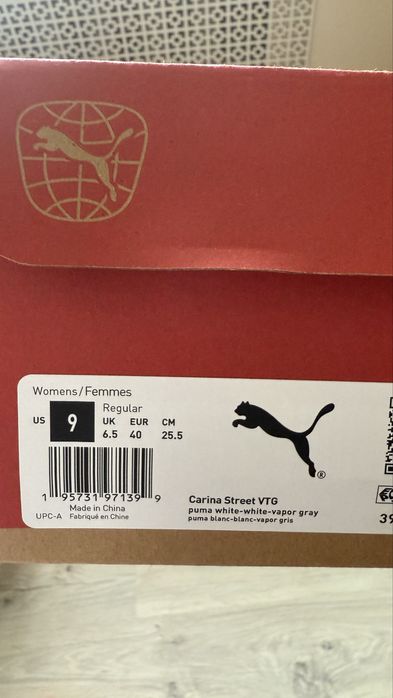 Womens/Femmes
Regular
US 9 UK EUR CM
6.5 40 25.5
1 95731 97139 9
Made in China
UPC-A Fabriqué en Chine
®
Carina Street VTG
puma white-white-vapor gray
puma blanc-blanc-vapor gris
39